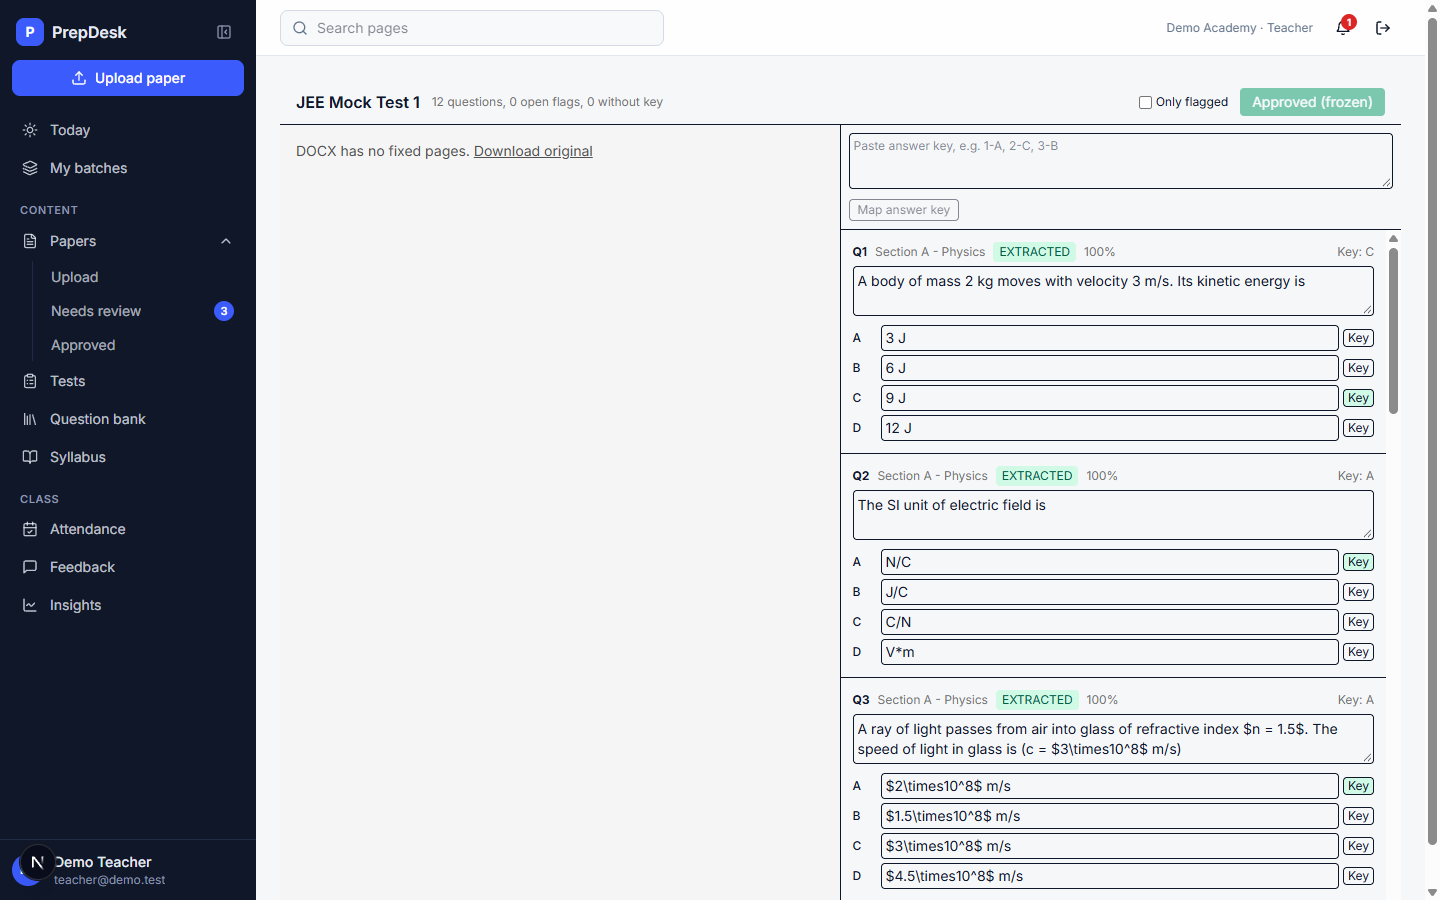 P PrepDesk
Upload paper
Today
My batches
CONTENT
Papers
Upload
Needs review 3
Approved
Tests
Question bank
Syllabus
CLASS
Attendance
Feedback
Insights
N Demo Teacher
teacher@demo.test
Search pages
Demo Academy · Teacher 1
JEE Mock Test 1 12 questions, 0 open flags, 0 without key
Only flagged Approved (frozen)
DOCX has no fixed pages. Download original
Paste answer key, e.g. 1-A, 2-C, 3-B
Map answer key
Q1 Section A - Physics EXTRACTED 100% Key: C
A body of mass 2 kg moves with velocity 3 m/s. Its kinetic energy is
A 3 J Key
B 6 J Key
C 9 J Key
D 12 J Key
Q2 Section A - Physics EXTRACTED 100% Key: A
The SI unit of electric field is
A N/C Key
B J/C Key
C C/N Key
D V*m Key
Q3 Section A - Physics EXTRACTED 100% Key: A
A ray of light passes from air into glass of refractive index $n = 1.5$. The
speed of light in glass is (c = $3\times10^8$ m/s)
A $2\times10^8$ m/s Key
B $1.5\times10^8$ m/s Key
C $3\times10^8$ m/s Key
D $4.5\times10^8$ m/s Key